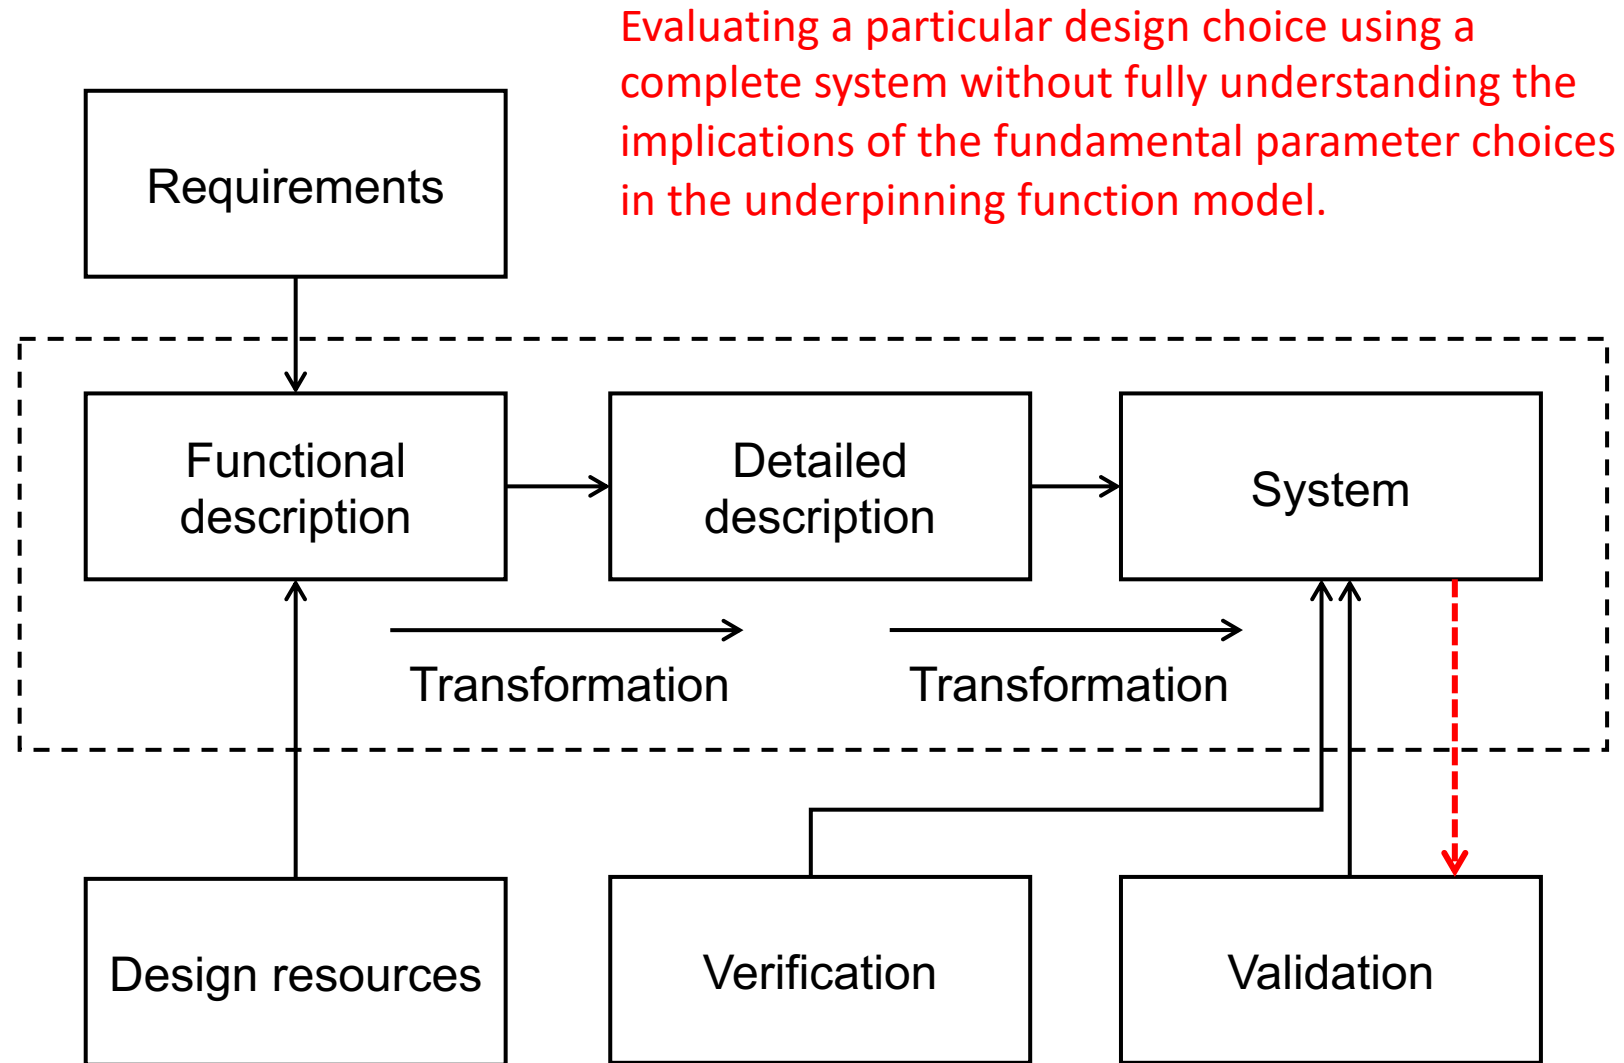 Evaluating a particular design choice using a
complete system without fully understanding the
implications of the fundamental parameter choices
in the underpinning function model.
Requirements
Functional
description
Detailed
description
System
Transformation
Transformation
Design resources
Verification
Validation